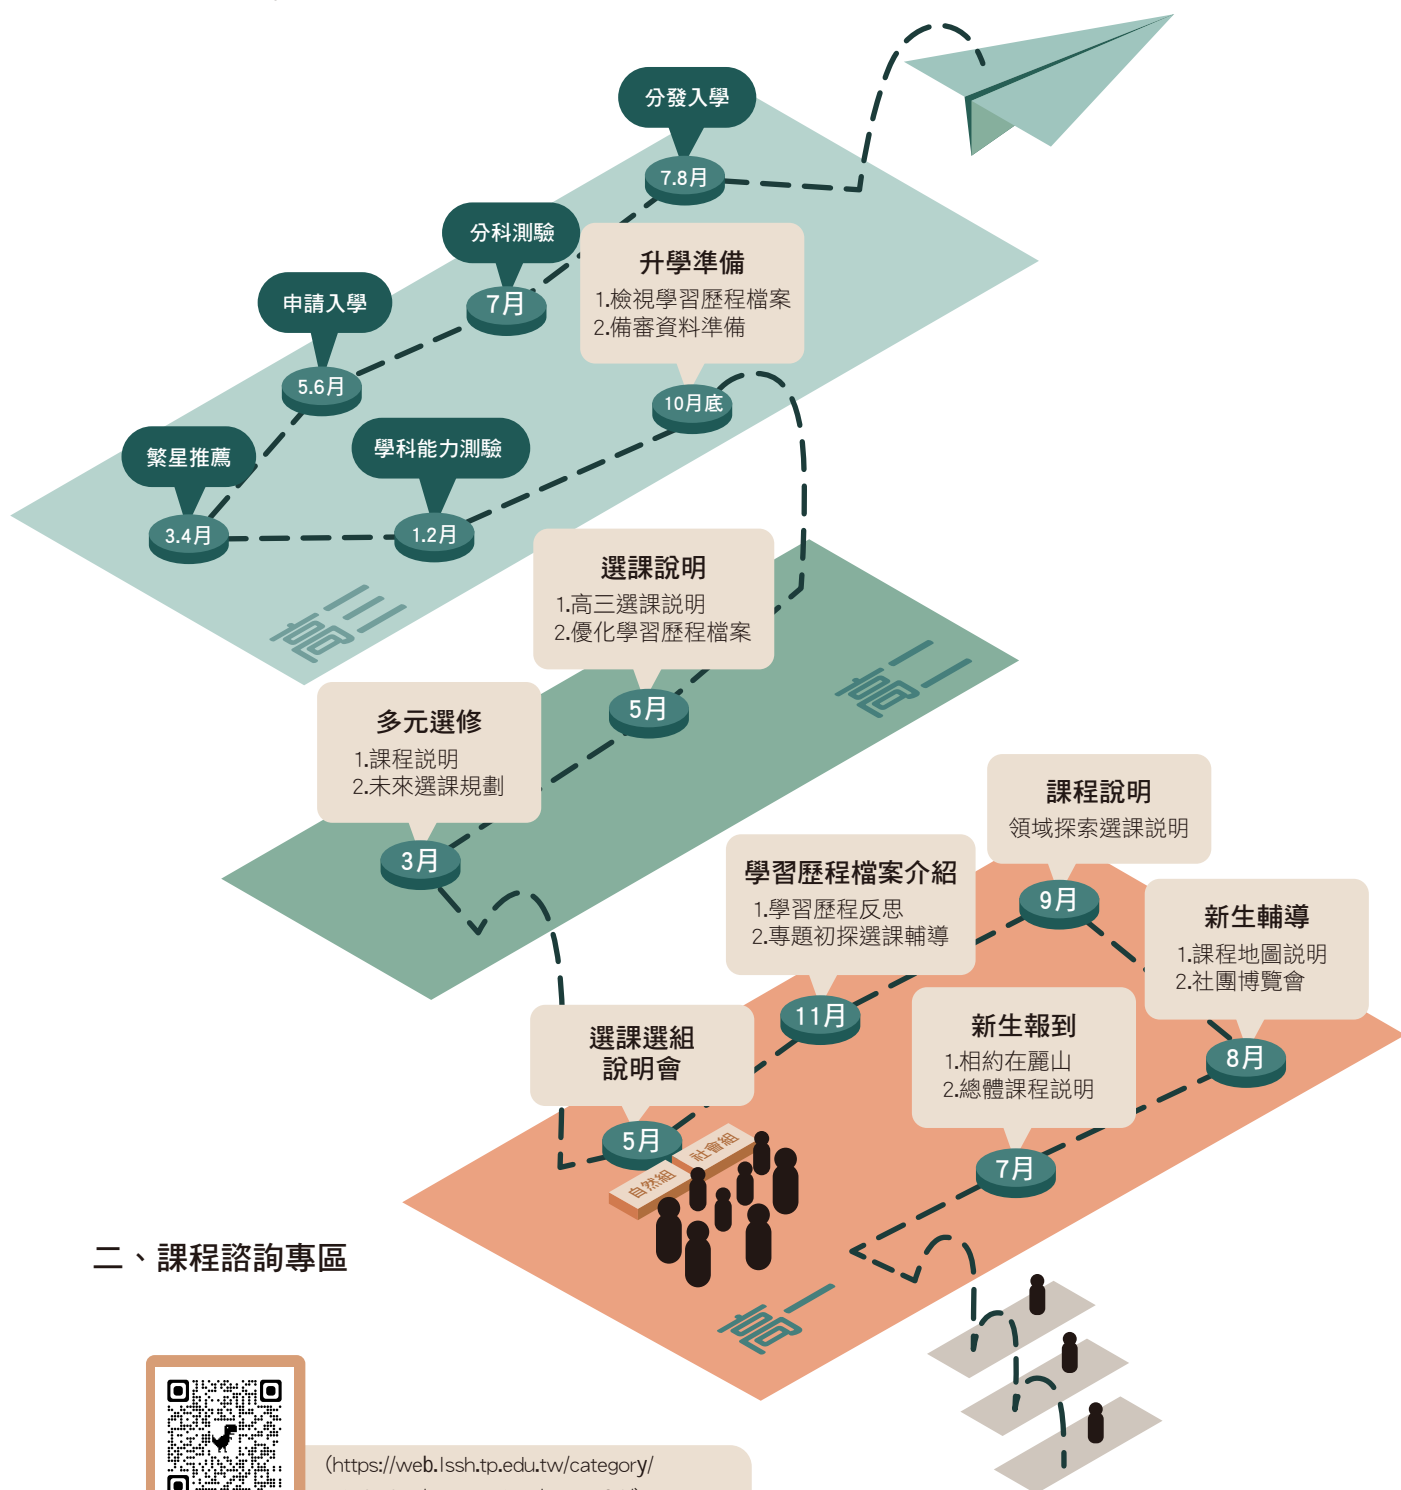 分發入學
7.8月
分科測驗
7月
升學準備
1.檢視學習歷程檔案
2.備審資料準備
申請入學
5.6月
10月底
繁星推薦
3.4月
學科能力測驗
1.2月
高三
選課說明
1.高三選課說明
2.優化學習歷程檔案
5月
高二
多元選修
1.課程說明
2.未來選課規劃
3月
課程說明
領域探索選課說明
9月
學習歷程檔案介紹
1.學習歷程反思
2.專題初探選課輔導
11月
新生輔導
1.課程地圖說明
2.社團博覽會
8月
選課選組
說明會
5月
社會組
自然組
新生報到
1.相約在麗山
2.總體課程說明
7月
高一
二、課程諮詢專區
(https://web.lssh.tp.edu.tw/category/